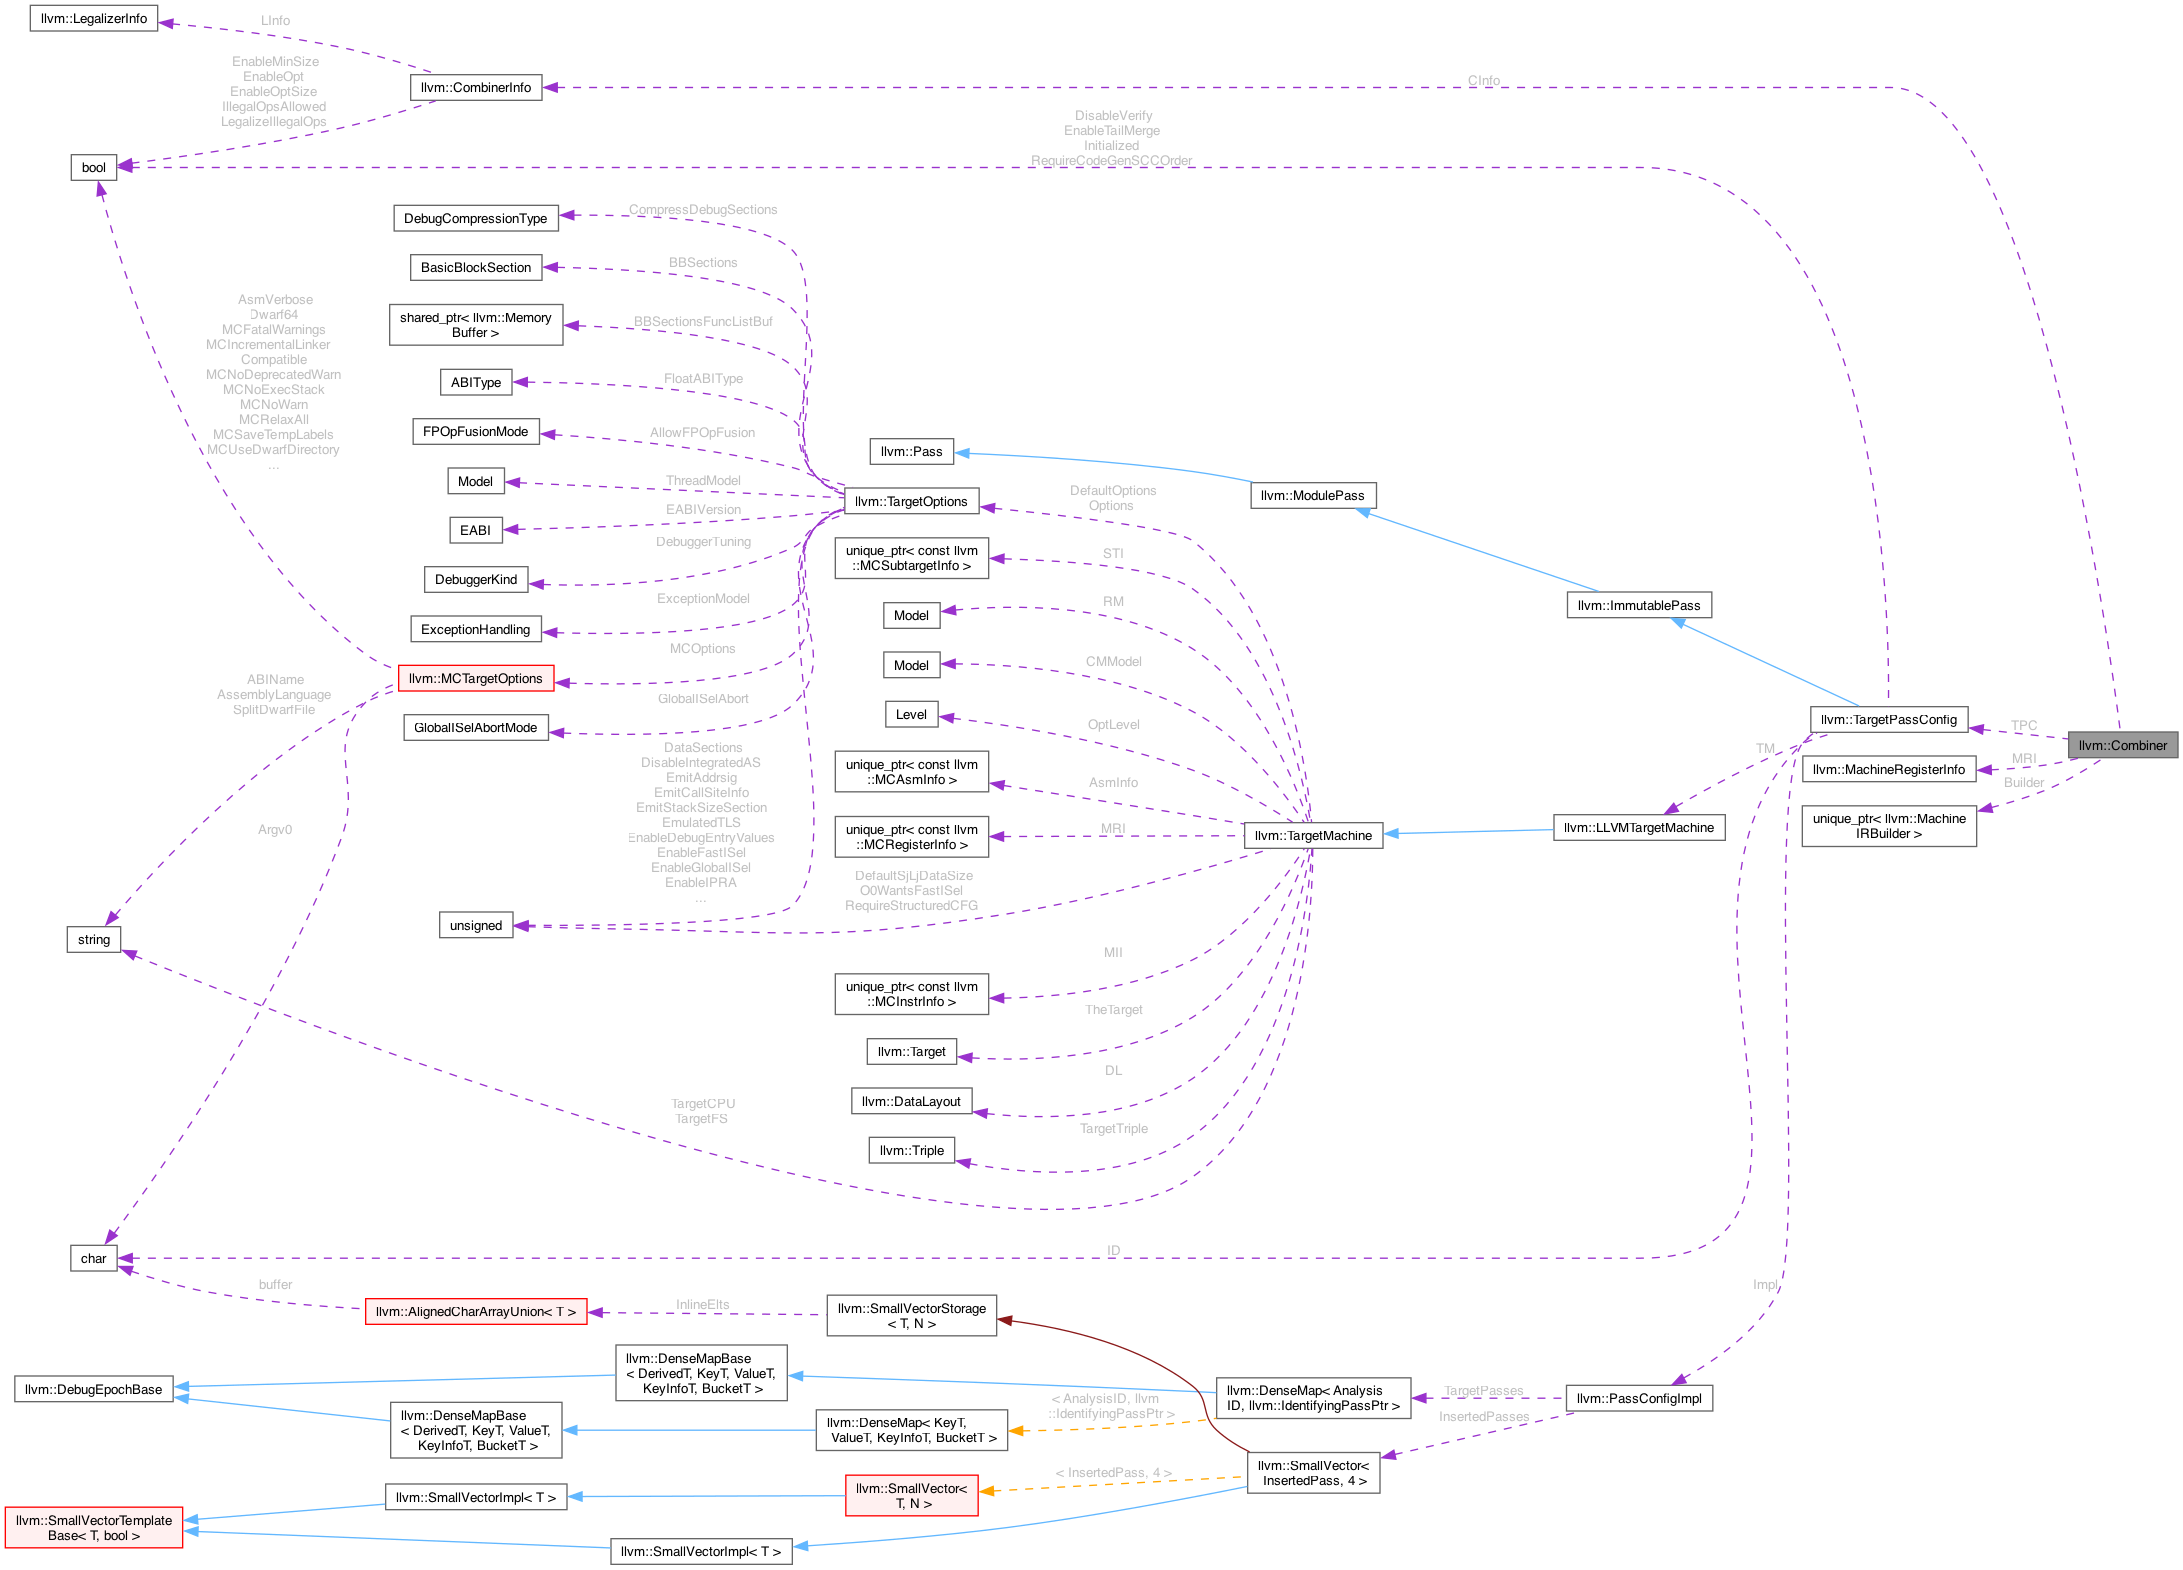 llvm::LegalizerInfo
LInfo
EnableMinSize
EnableOpt
EnableOptSize
IllegalOpsAllowed
LegalizeIllegalOps
llvm::CombinerInfo
CInfo
DisableVerify
EnableTailMerge
Initialized
RequireCodeGenSCCOrder
bool
DebugCompressionType
CompressDebugSections
BasicBlockSection
BBSections
shared_ptr< llvm::Memory
Buffer >
BBSectionsFuncListBuf
ABIType
FloatABIType
FPOpFusionMode
AllowFPOpFusion
Model
ThreadModel
EABI
EABIVersion
DebuggerKind
DebuggerTuning
ExceptionHandling
ExceptionModel
llvm::MCTargetOptions
MCOptions
GlobalISelAbortMode
GlobalISelAbort
AsmVerbose
Dwarf64
MCFatalWarnings
MCIncrementalLinker
Compatible
MCNoDeprecatedWarn
MCNoExecStack
MCNoWarn
MCRelaxAll
MCSaveTempLabels
MCUseDwarfDirectory
...
ABIName
AssemblyLanguage
SplitDwarfFile
Argv0
DataSections
DisableIntegratedAS
EmitAddrsig
EmitCallSiteInfo
EmitStackSizeSection
EmulatedTLS
EnableDebugEntryValues
EnableFastISel
EnableGlobalISel
EnableIPRA
...
unsigned
string
llvm::Pass
llvm::ModulePass
llvm::ImmutablePass
llvm::TargetOptions
DefaultOptions
Options
unique_ptr< const llvm
::MCSubtargetInfo >
STI
Model
RM
Model
CMModel
Level
OptLevel
unique_ptr< const llvm
::MCAsmInfo >
AsmInfo
unique_ptr< const llvm
::MCRegisterInfo >
MRI
DefaultSjLjDataSize
O0WantsFastISel
RequireStructuredCFG
llvm::TargetMachine
llvm::LLVMTargetMachine
TM
llvm::TargetPassConfig
TPC
llvm::Combiner
llvm::MachineRegisterInfo
MRI
Builder
unique_ptr< llvm::Machine
IRBuilder >
unique_ptr< const llvm
::MCInstrInfo >
MII
llvm::Target
TheTarget
llvm::DataLayout
DL
llvm::Triple
TargetTriple
TargetCPU
TargetFS
char
ID
buffer
llvm::AlignedCharArrayUnion< T >
InlineElts
llvm::SmallVectorStorage
< T, N >
Impl
llvm::DebugEpochBase
llvm::DenseMapBase
< DerivedT, KeyT, ValueT,
KeyInfoT, BucketT >
llvm::DenseMapBase
< DerivedT, KeyT, ValueT,
KeyInfoT, BucketT >
llvm::DenseMap< KeyT,
ValueT, KeyInfoT, BucketT >
< AnalysisID, llvm
::IdentifyingPassPtr >
llvm::DenseMap< Analysis
ID, llvm::IdentifyingPassPtr >
TargetPasses
llvm::PassConfigImpl
InsertedPasses
llvm::SmallVector<
InsertedPass, 4 >
< InsertedPass, 4 >
llvm::SmallVector<
T, N >
llvm::SmallVectorImpl< T >
llvm::SmallVectorTemplate
Base< T, bool >
llvm::SmallVectorImpl< T >